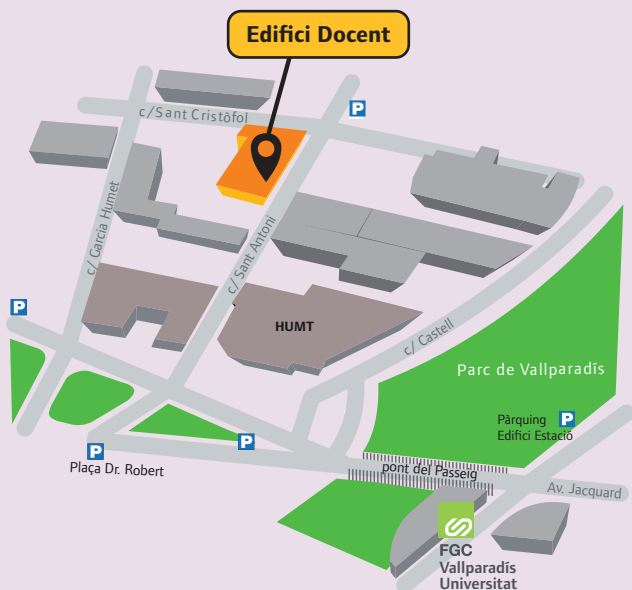 Edifici Docent
P
c/Sant Cristòfol
c/ Garcia Humet
c/ Sant Antoni
P
HUMT
c/ Castell
Parc de Vallparadís
Pàrquing P
Edifici Estació
P
P
Plaça Dr. Robert
pont del Passeig
Av. Jacquard
FGC
Vallparadís
Universitat